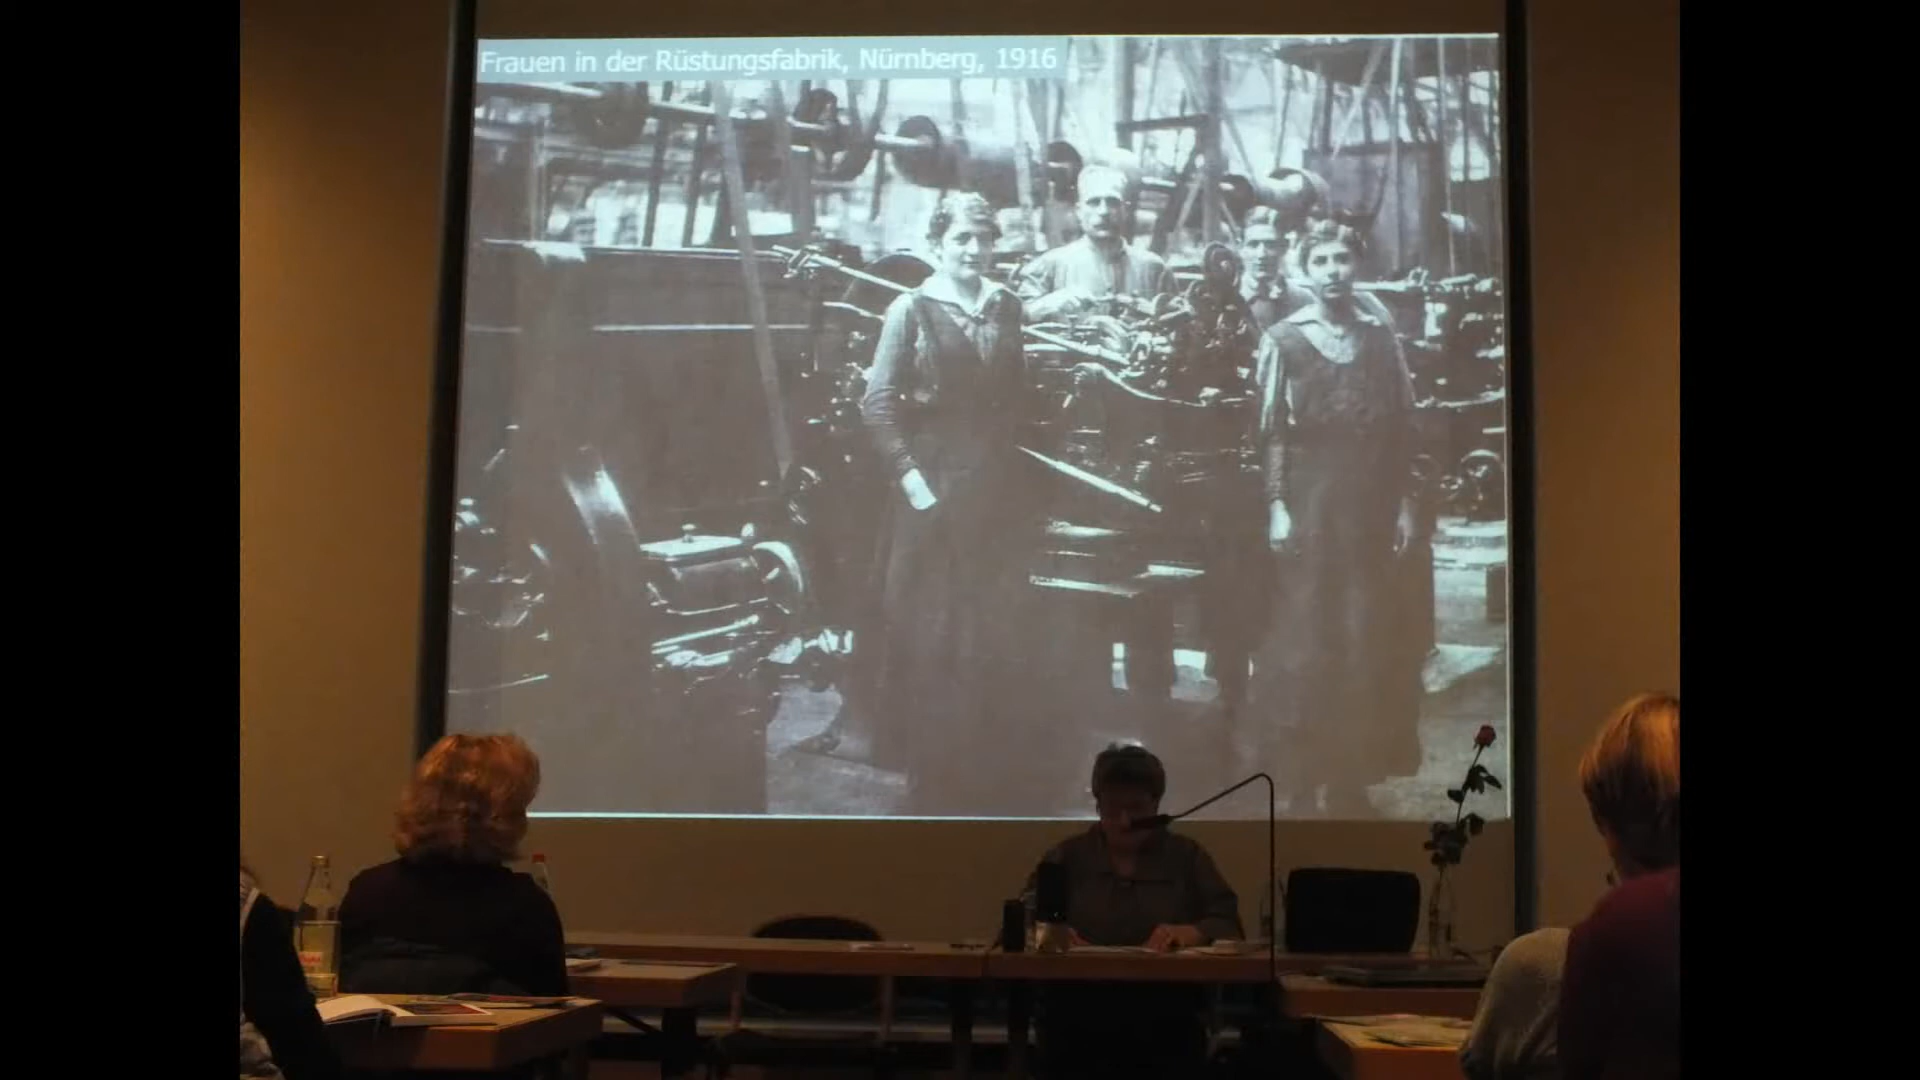 Frauen in der Rüstungsfabrik, Nürnberg, 1916